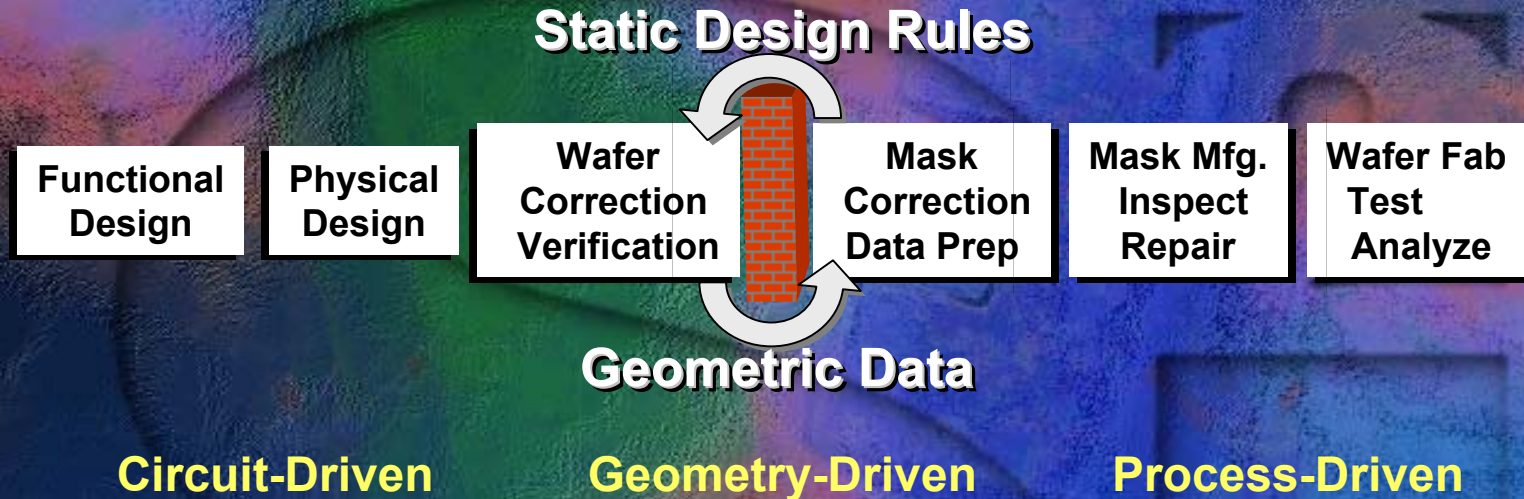 Static Design Rules
Functional
Design
Physical
Design
Wafer
Correction
Verification
Mask
Correction
Data Prep
Mask Mfg.
Inspect
Repair
Wafer Fab
Test
Analyze
Geometric Data
Circuit-Driven
Geometry-Driven
Process-Driven